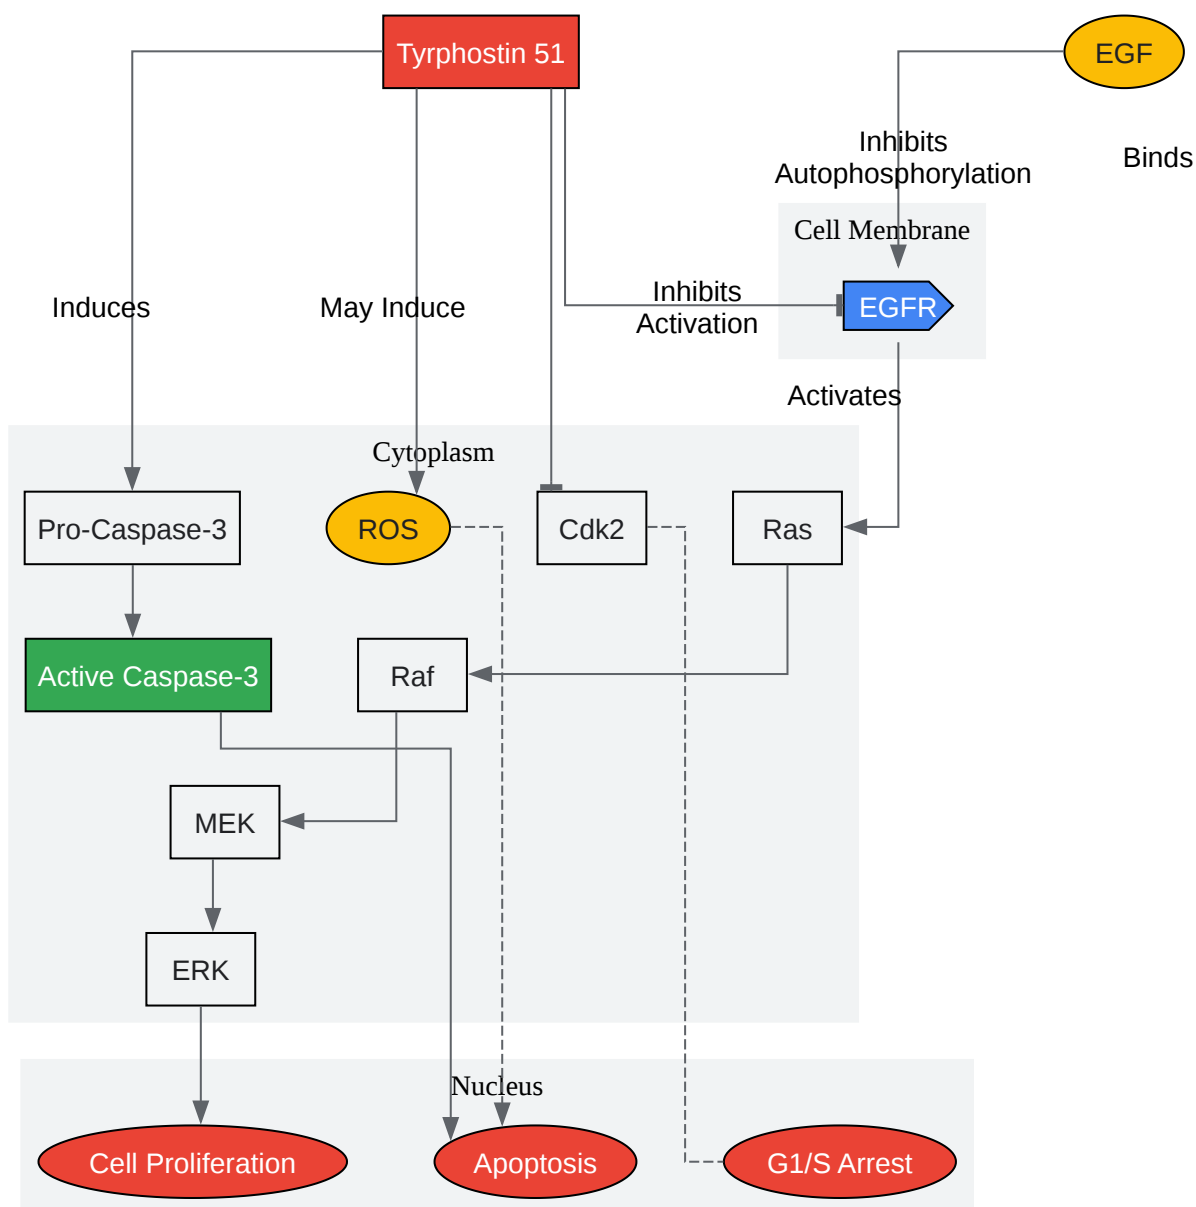 Tyrphostin 51
EGF
Inhibits
Autophosphorylation
Binds
Cell Membrane
Induces
May Induce
Inhibits
Activation
EGFR
Activates
Cytoplasm
Pro-Caspase-3
ROS
Cdk2
Ras
Active Caspase-3
Raf
MEK
ERK
Nucleus
Cell Proliferation
Apoptosis
G1/S Arrest